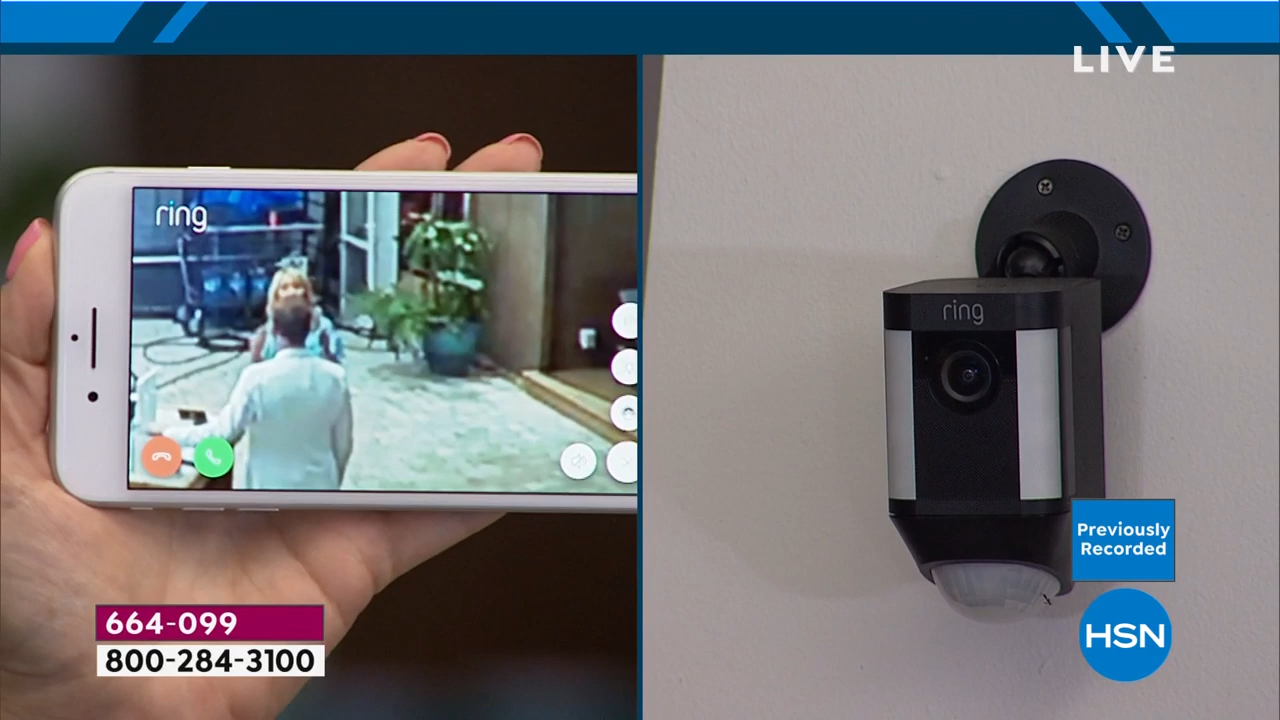 LIVE
ring
ring
Previously
Recorded
HSN
664-099
800-284-3100